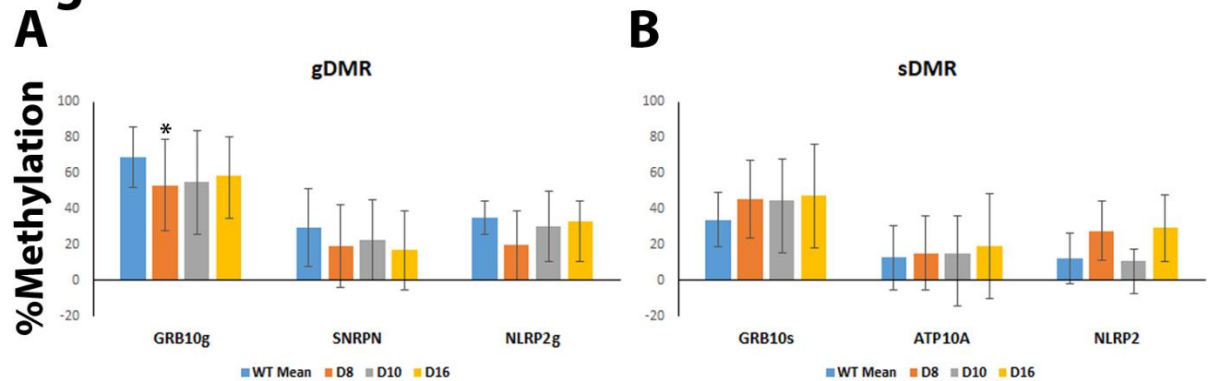 A
B
gDMR
sDMR
%Methylation
100
80
60
40
20
0
-20
*
GRB10g SNRPN NLRP2g
WT Mean D8 D10 D16
100
80
60
40
20
0
-20
GRB10s ATP10A NLRP2
WT Mean D8 D10 D16